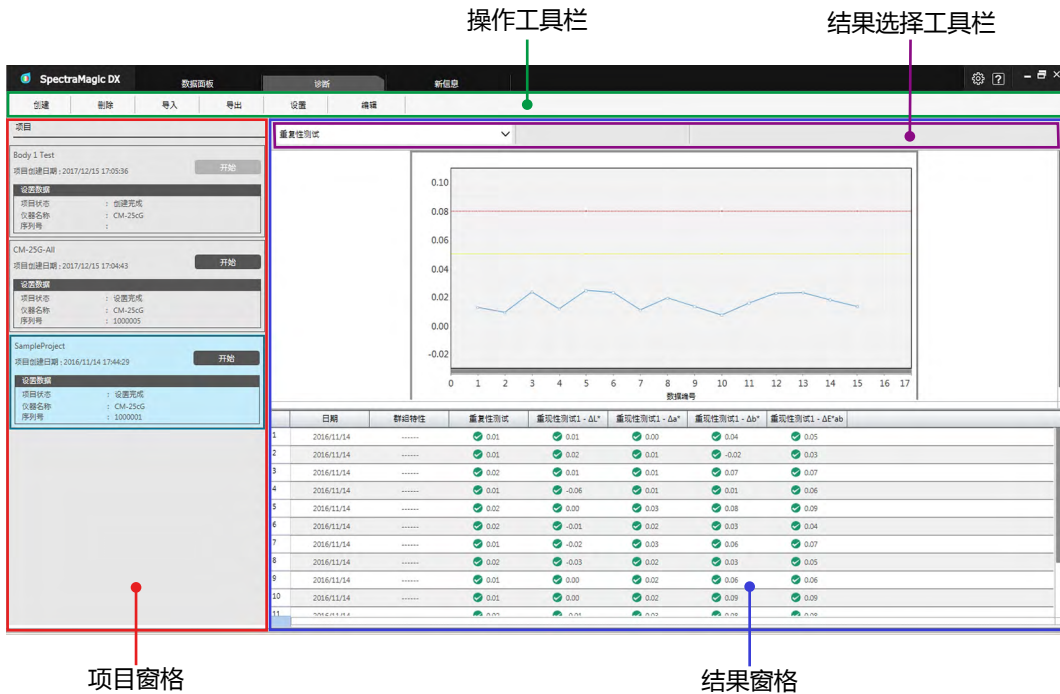 操作工具栏 结果选择工具栏
SpectraMagic DX 数据面板 诊断 新信息
创建 删除 导入 导出 设置 编辑
项目
重复性测试
Body 1 Test
项目创建日期 : 2017/12/15 17:05:36 开始
设置数据
项目状态 : 创建完成
仪器名称 : CM-25cG
序列号 :
CM-25G-All
项目创建日期 : 2017/12/15 17:04:43 开始
设置数据
项目状态 : 设置完成
仪器名称 : CM-25cG
序列号 : 1000005
SampleProject
项目创建日期 : 2016/11/14 17:44:29 开始
设置数据
项目状态 : 设置完成
仪器名称 : CM-25cG
序列号 : 1000001
0.10
0.08
0.06
0.04
0.02
0.00
-0.02
0 1 2 3 4 5 6 7 8 9 10 11 12 13 14 15 16 17
数据编号
日期 群组特性 重复性测试 重现性测试1 - ΔL* 重现性测试1 - Δa* 重现性测试1 - Δb* 重现性测试1 - ΔE*ab
1 2016/11/14 ------ 0.01 0.01 0.00 0.04 0.05
2 2016/11/14 ------ 0.01 0.02 0.01 -0.02 0.03
3 2016/11/14 ------ 0.02 0.01 0.01 0.07 0.07
4 2016/11/14 ------ 0.01 -0.06 0.01 0.01 0.06
5 2016/11/14 ------ 0.02 0.00 0.03 0.08 0.09
6 2016/11/14 ------ 0.02 -0.01 0.02 0.03 0.04
7 2016/11/14 ------ 0.01 -0.02 0.03 0.06 0.07
8 2016/11/14 ------ 0.02 -0.03 0.02 0.03 0.05
9 2016/11/14 ------ 0.01 0.00 0.02 0.06 0.06
10 2016/11/14 ------ 0.01 0.00 0.02 0.09 0.09
11 2016/11/14
项目窗格 结果窗格